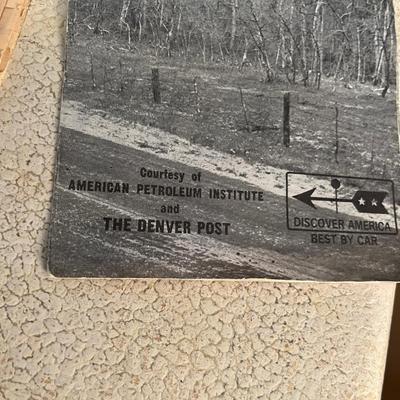 Courtesy of
AMERICAN PETROLEUM INSTITUTE
and
THE DENVER POST
DISCOVER AMERICA
BEST BY CAR